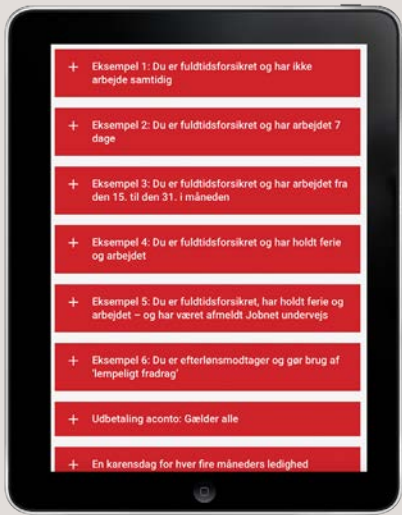 + Eksempel 1: Du er fuldtidsforsikret og har ikke
arbejde samtidig
+ Eksempel 2: Du er fuldtidsforsikret og har arbejdet 7
dage
+ Eksempel 3: Du er fuldtidsforsikret og har arbejdet fra
den 15. til den 31. i måneden
+ Eksempel 4: Du er fuldtidsforsikret og har holdt ferie
og arbejdet
+ Eksempel 5: Du er fuldtidsforsikret, har holdt ferie og
arbejdet – og har været afmeldt Jobnet undervejs
+ Eksempel 6: Du er efterlønsmodtager og gør brug af
'lempeligt fradrag'
+ Udbetaling aconto: Gælder alle
+ En karensdag for hver fire måneders ledighed